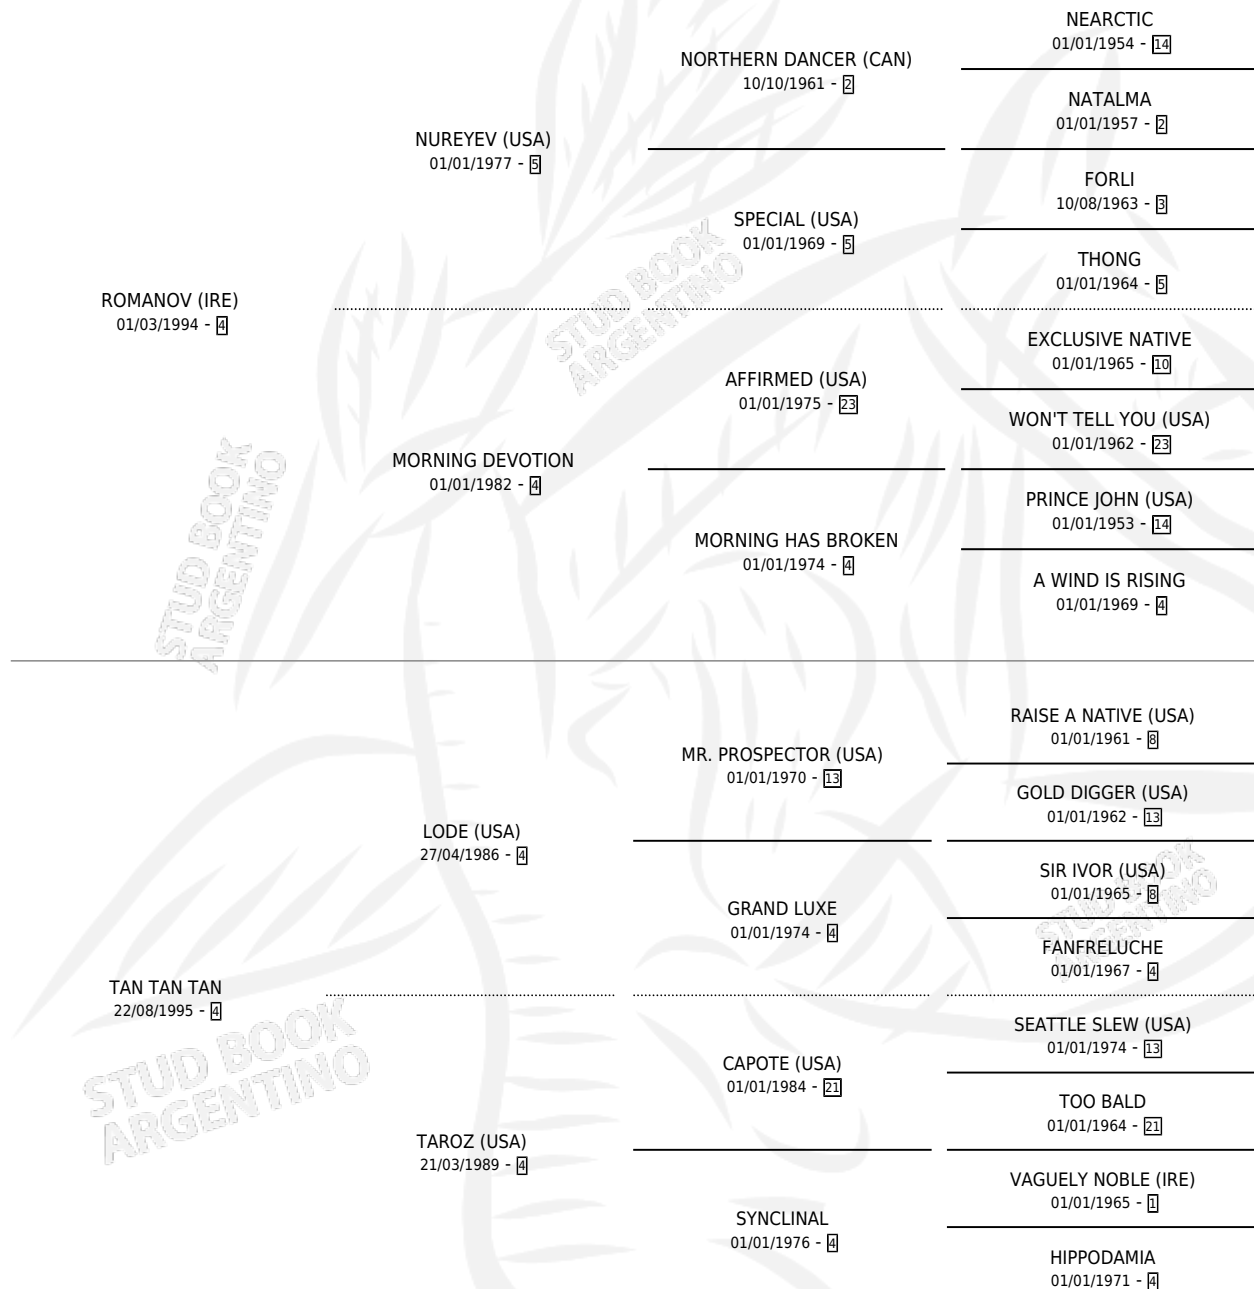 NEARCTIC
01/01/1954 - 14
NORTHERN DANCER (CAN)
10/10/1961 - 2
NATALMA
01/01/1957 - 2
NUREYEV (USA)
01/01/1977 - 5
FORLI
10/08/1963 - 3
SPECIAL (USA)
01/01/1969 - 5
THONG
01/01/1964 - 5
ROMANOV (IRE)
01/03/1994 - 4
EXCLUSIVE NATIVE
01/01/1965 - 10
AFFIRMED (USA)
01/01/1975 - 23
WON'T TELL YOU (USA)
01/01/1962 - 23
MORNING DEVOTION
01/01/1982 - 4
PRINCE JOHN (USA)
01/01/1953 - 14
MORNING HAS BROKEN
01/01/1974 - 4
A WIND IS RISING
01/01/1969 - 4
RAISE A NATIVE (USA)
01/01/1961 - 8
MR. PROSPECTOR (USA)
01/01/1970 - 13
GOLD DIGGER (USA)
01/01/1962 - 13
LODE (USA)
27/04/1986 - 4
SIR IVOR (USA)
01/01/1965 - 8
GRAND LUXE
01/01/1974 - 4
FANFRELUCHE
01/01/1967 - 4
TAN TAN TAN
22/08/1995 - 4
SEATTLE SLEW (USA)
01/01/1974 - 13
CAPOTE (USA)
01/01/1984 - 21
TOO BALD
01/01/1964 - 21
TAROZ (USA)
21/03/1989 - 4
VAGUELY NOBLE (IRE)
01/01/1965 - 1
SYNCLINAL
01/01/1976 - 4
HIPPODAMIA
01/01/1971 - 4
STUD BOOK
ARGENTINO
STUD BOOK
ARGENTINO
STUD BOOK
ARGENTINO
STUD BOOK
ARGENTINO